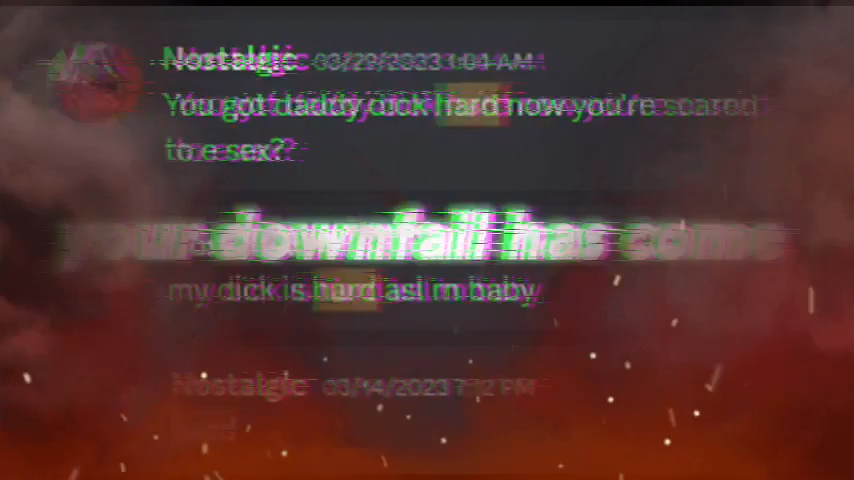 Nostalgic 03/29/2023 1:04 AM
You got daddy dick hard now you're scared
to e sex?
your downfall has come
my dick is hard asl rn baby
Nostalgic 03/14/2023 7:12 PM